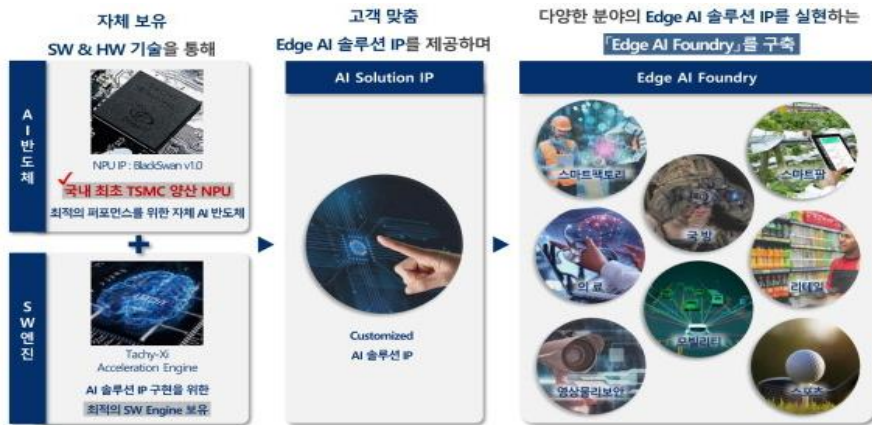 자체 보유
SW & HW 기술을 통해
AI반도체
NPU IP : BlackSwan v1.0
국내 최초 TSMC 양산 NPU
최적의 퍼포먼스를 위한 자체 AI 반도체
SW엔진
Tachy-Xi
Acceleration Engine
AI 솔루션 IP 구현을 위한
최적의 SW Engine 보유
고객 맞춤
Edge AI 솔루션 IP를 제공하며
AI Solution IP
Customized
AI 솔루션 IP
다양한 분야의 Edge AI 솔루션 IP를 실현하는
「Edge AI Foundry」를 구축
Edge AI Foundry
스마트팩토리
스마트팜
국 방
의 료
리테일
모빌리티
영상물리보안
스포츠